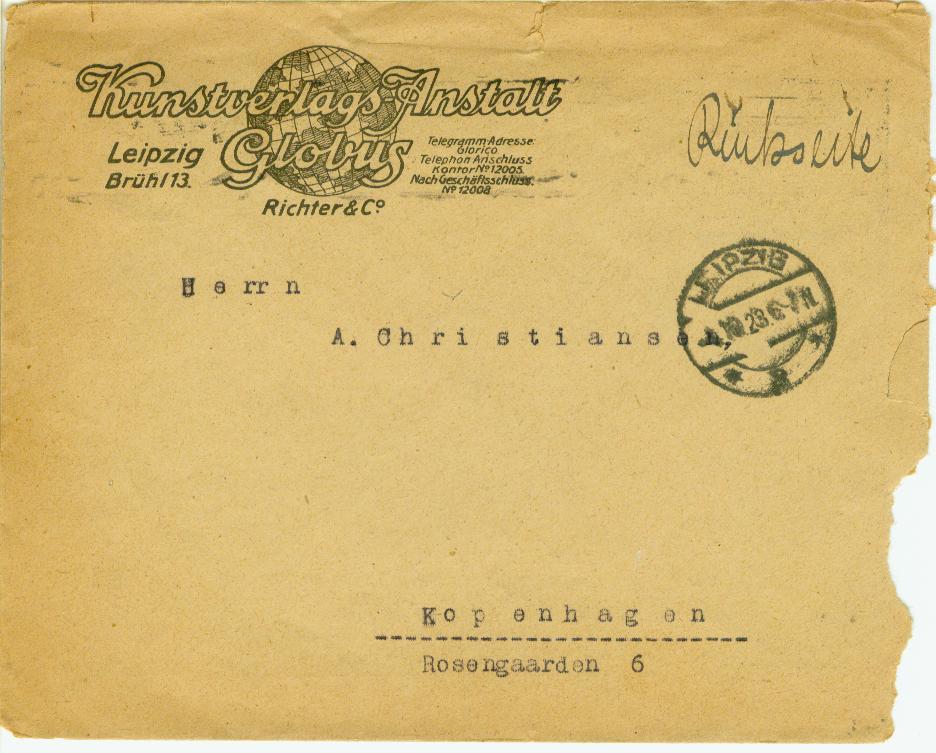 Kunstverlags-Anstalt
Globus
Leipzig
Brühl 13.
Richter & Cº
Telegramm-Adresse:
Glorico.
Telephon Anschluss
Kontor Nº 12005.
Nach Geschäftsschluss:
Nº 12008
Rückseite
LEIPZIG
Herrn
A. Christiansen,
Kopenhagen
Rosengaarden 6